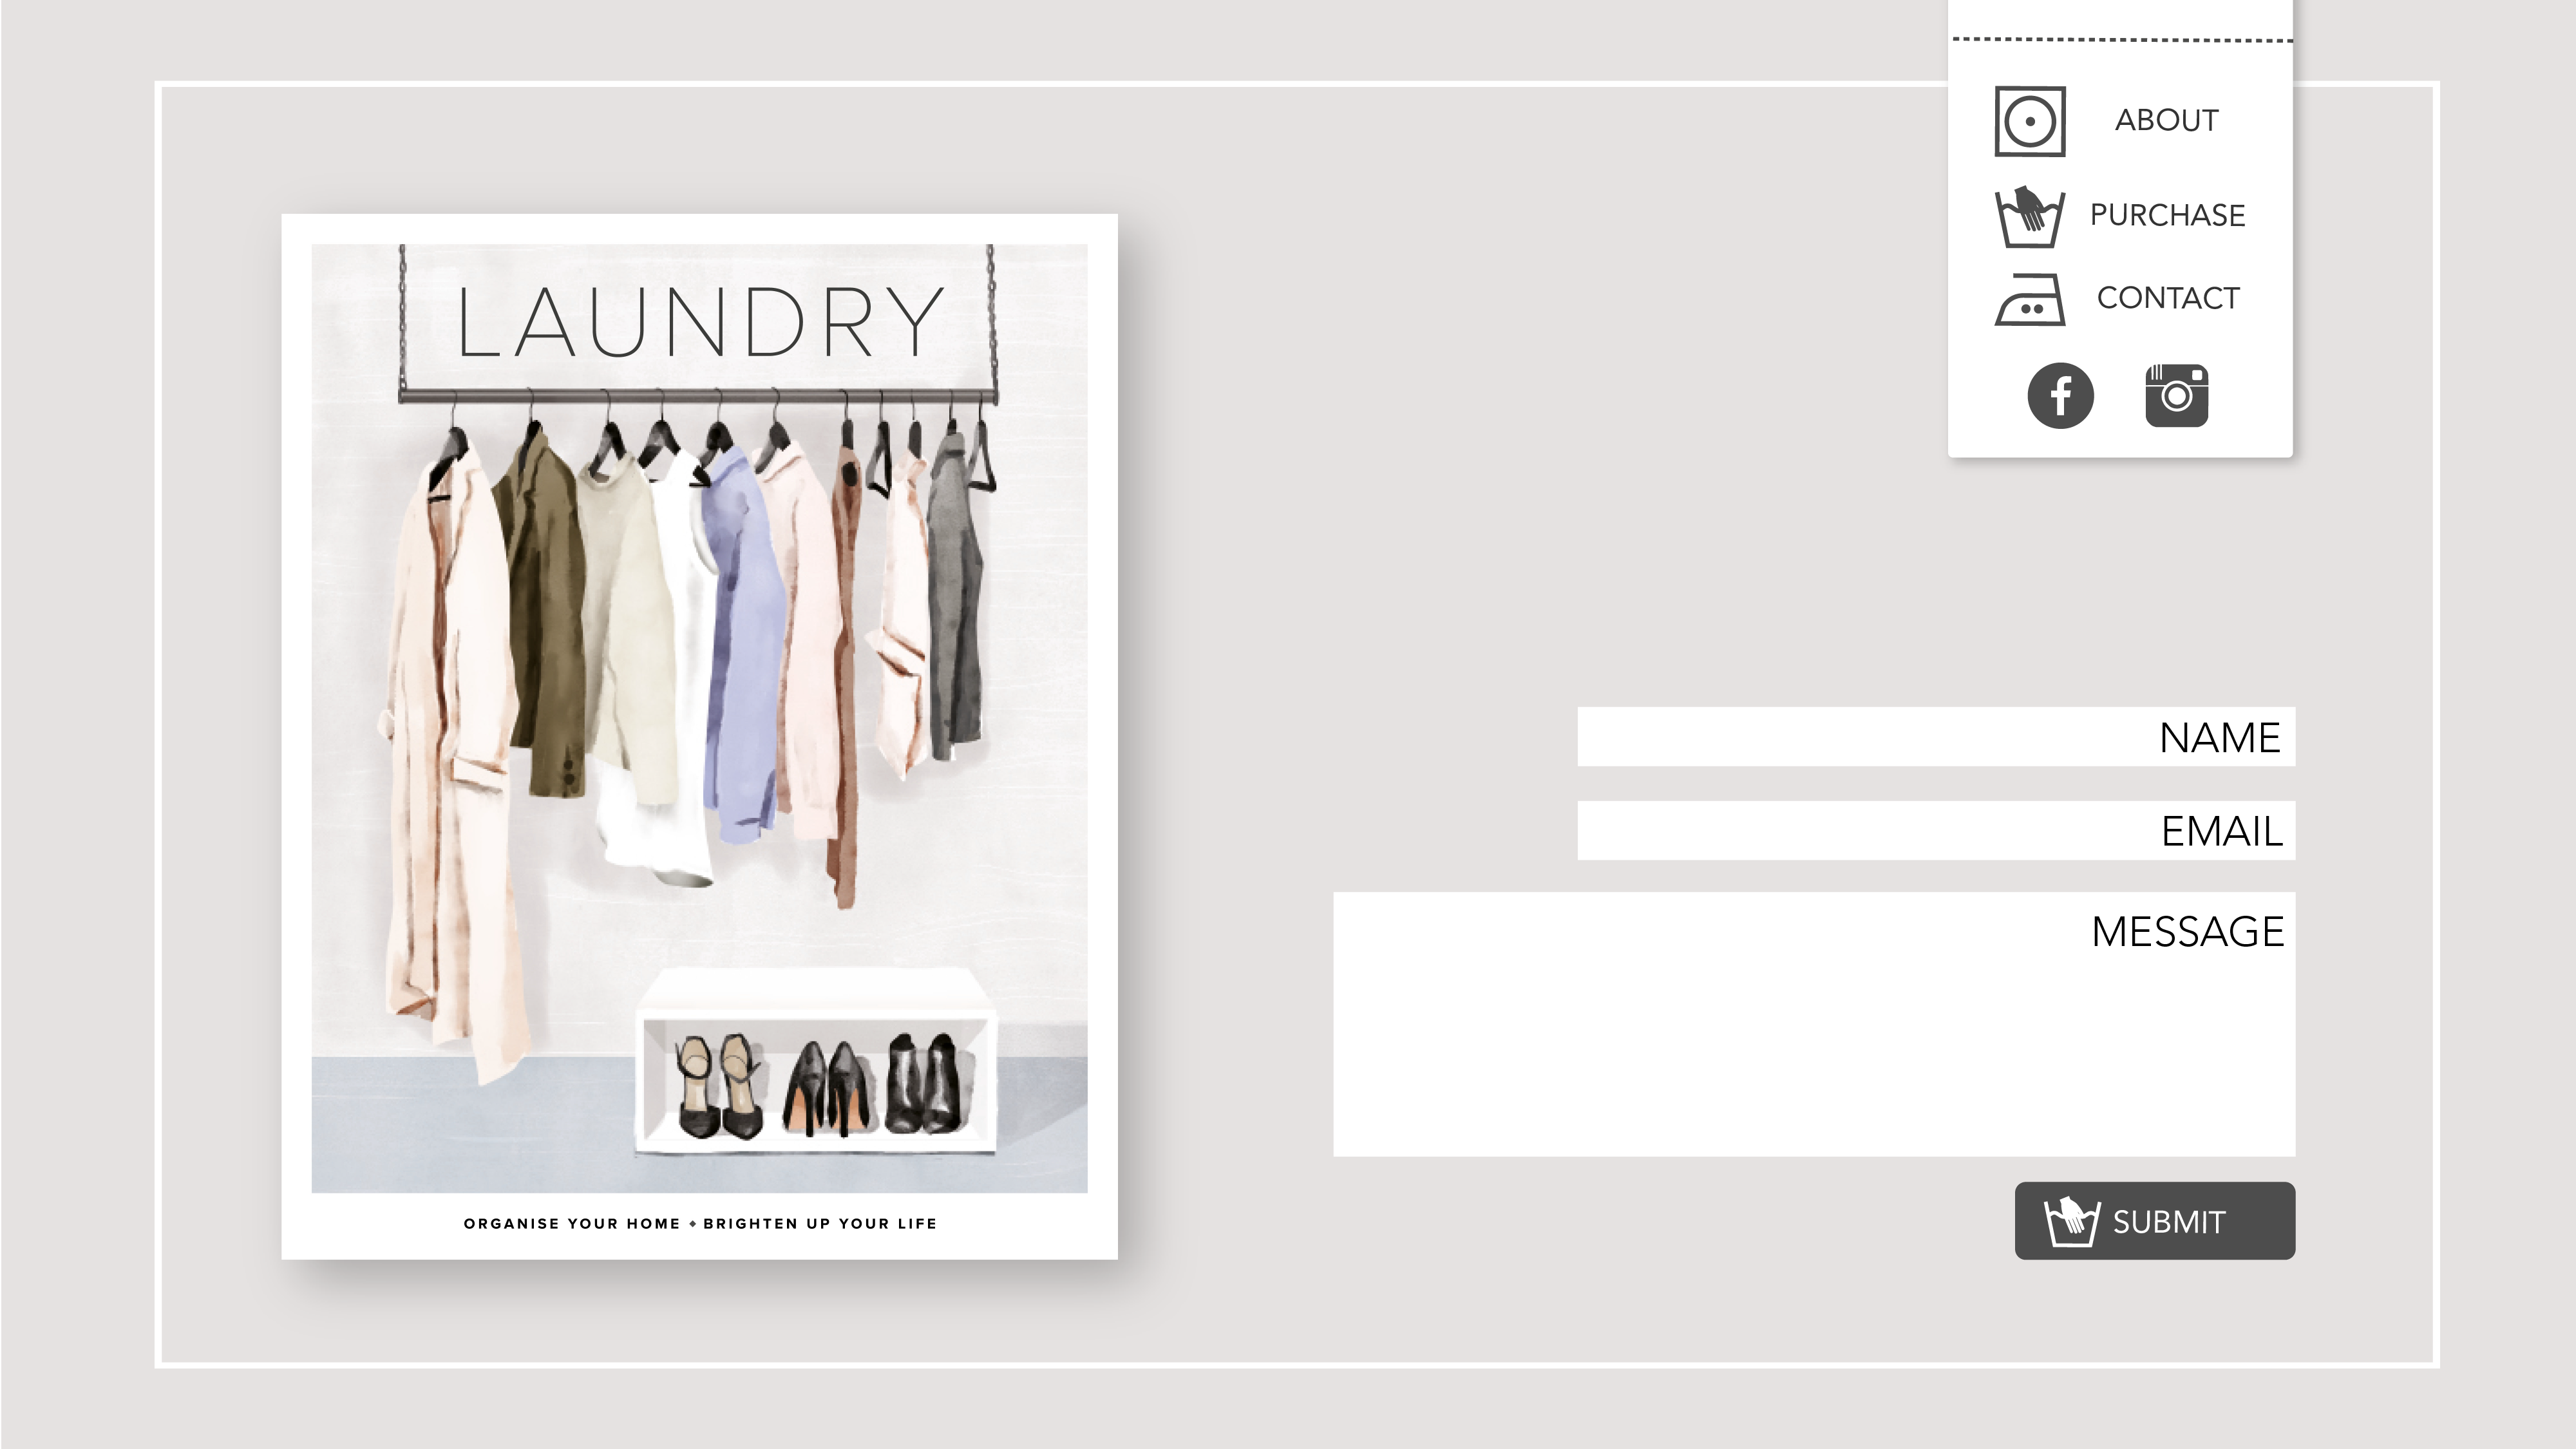 LAUNDRY
ORGANISE YOUR HOME ◆ BRIGHTEN UP YOUR LIFE
ABOUT
PURCHASE
CONTACT
NAME
EMAIL
MESSAGE
SUBMIT